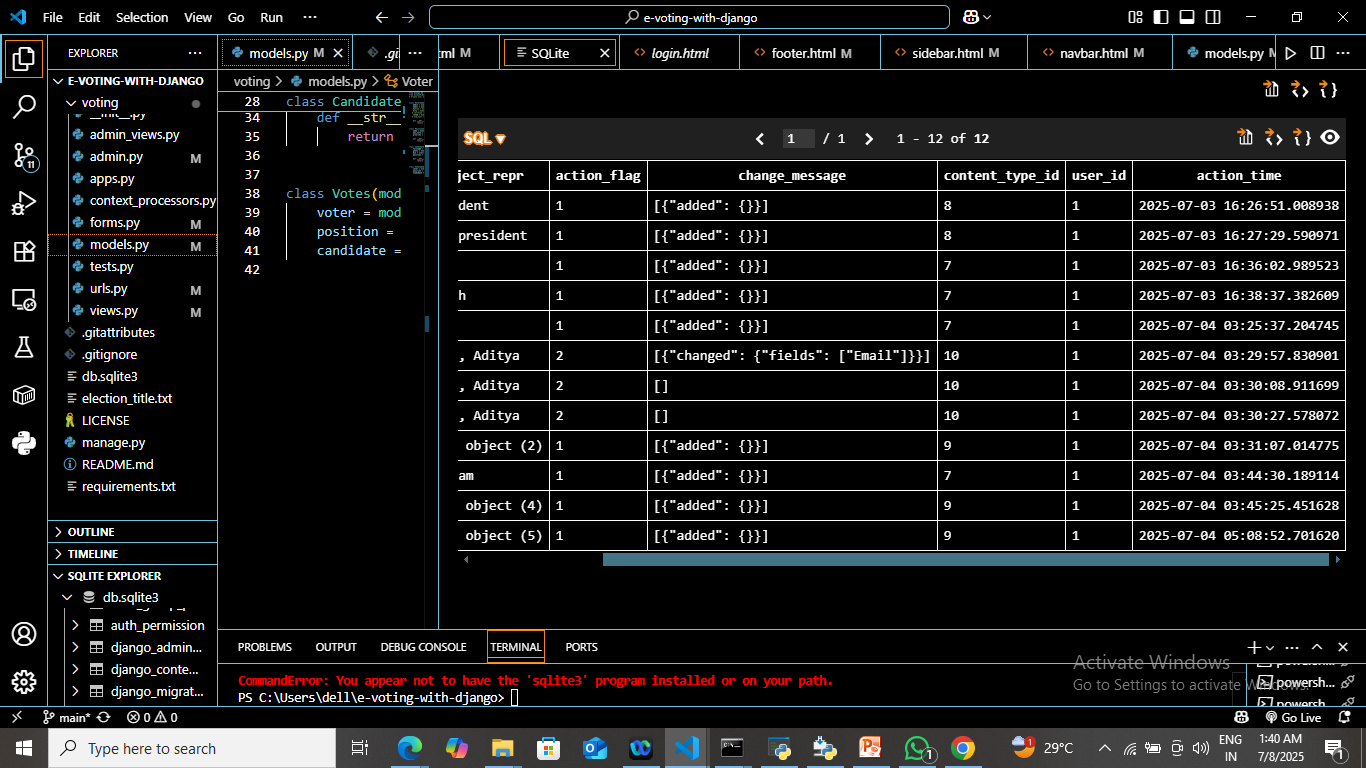 File Edit Selection View Go Run ··· e-voting-with-django
EXPLORER
E-VOTING-WITH-DJANGO
voting
__init__.py
admin_views.py
admin.py M
apps.py
context_processors.py
forms.py M
models.py M
tests.py
urls.py M
views.py M
.gitattributes
.gitignore
db.sqlite3
election_title.txt
LICENSE
manage.py
README.md
requirements.txt
OUTLINE
TIMELINE
SQLITE EXPLORER
db.sqlite3
auth_permission
django_admin...
django_conte...
django_migrat...
models.py M .gi ml M SQLite login.html footer.html M sidebar.html M navbar.html M models.py M
voting > models.py > Voter
28 class Candidate
34 def __str__
35 return
36
37
38 class Votes(mod
39 voter = mod
40 position =
41 candidate =
42
SQL 1 / 1 1 - 12 of 12
ject_repr action_flag change_message content_type_id user_id action_time
dent 1 [{"added": {}}] 8 1 2025-07-03 16:26:51.008938
president 1 [{"added": {}}] 8 1 2025-07-03 16:27:29.590971
1 [{"added": {}}] 7 1 2025-07-03 16:36:02.989523
h 1 [{"added": {}}] 7 1 2025-07-03 16:38:37.382609
1 [{"added": {}}] 7 1 2025-07-04 03:25:37.204745
, Aditya 2 [{"changed": {"fields": ["Email"]}}] 10 1 2025-07-04 03:29:57.830901
, Aditya 2 [] 10 1 2025-07-04 03:30:08.911699
, Aditya 2 [] 10 1 2025-07-04 03:30:27.578072
object (2) 1 [{"added": {}}] 9 1 2025-07-04 03:31:07.014775
am 1 [{"added": {}}] 7 1 2025-07-04 03:44:30.189114
object (4) 1 [{"added": {}}] 9 1 2025-07-04 03:45:25.451628
object (5) 1 [{"added": {}}] 9 1 2025-07-04 05:08:52.701620
PROBLEMS OUTPUT DEBUG CONSOLE TERMINAL PORTS
CommandError: You appear not to have the 'sqlite3' program installed or on your path.
PS C:\Users\dell\e-voting-with-django>
powersh...
powersh...
powersh...
Activate Windows
Go to Settings to activate Windows.
11
main* 0 0 Go Live
Type here to search
1
29°C
ENG
IN
1:40 AM
7/8/2025
1